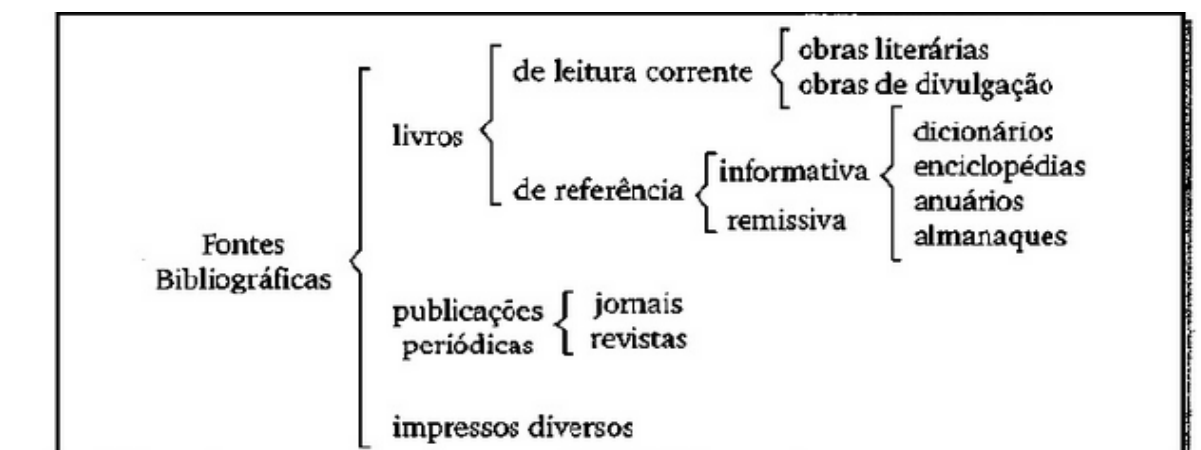 de leitura corrente
obras literárias
obras de divulgação
livros
de referência
informativa
remissiva
dicionários
enciclopédias
anuários
almanaques
Fontes
Bibliográficas
publicações
periódicas
jornais
revistas
impressos diversos